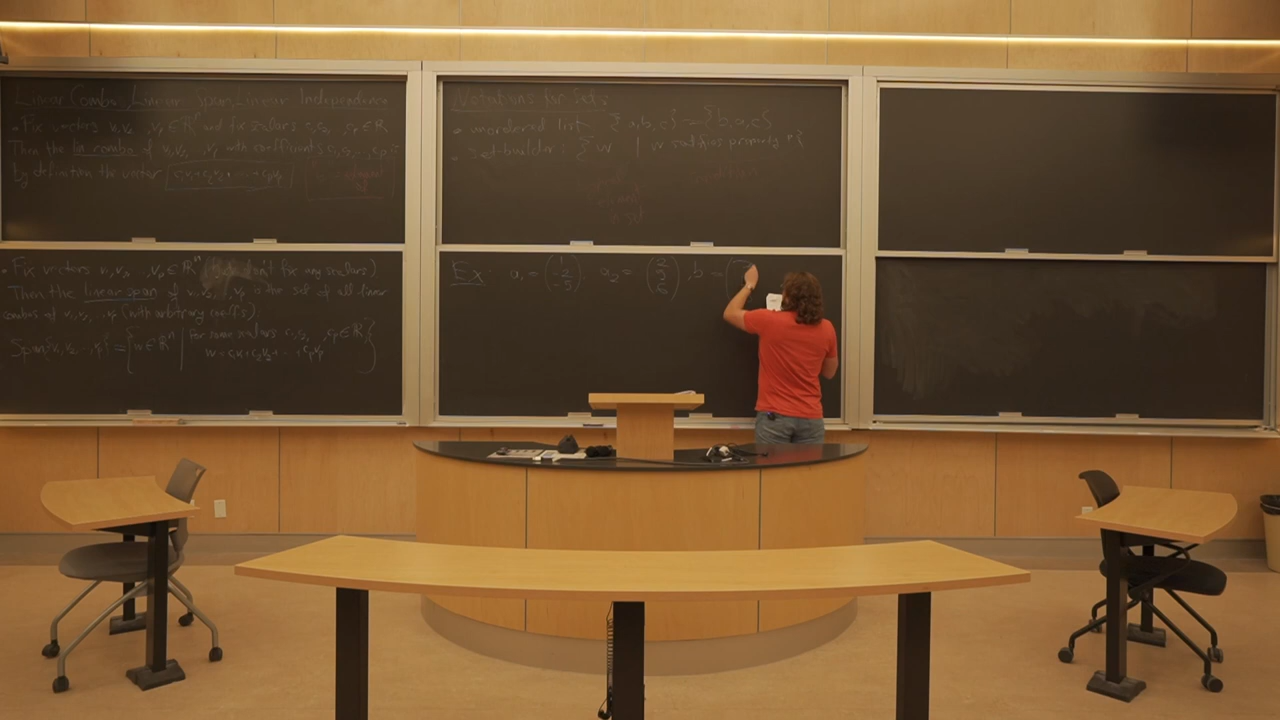 Linear Combs, Linear Span, Linear Independence
• Fix vectors v₁,v₂, ,vₚ∈ℝⁿ and fix scalars c₁,c₂, ,cₚ∈ℝ
Then the lin combo of v₁,v₂,..,vₚ with coefficients c₁,c₂,..,cₚ is
by definition the vector c₁v₁+c₂v₂+...+cₚvₚ
• Fix vectors v₁,v₂, ,vₚ∈ℝⁿ ( don't fix any scalars)
Then the linear span of v₁,v₂, ,vₚ is the set of all linear
combos of v₁,v₂,..,vₚ (with arbitrary coeffs)
Span{v₁,v₂,...,vₚ} = {w∈ℝⁿ | for some scalars c₁,c₂, ,cₚ∈ℝ
w=c₁v₁+c₂v₂+...+cₚvₚ}
Notations for Sets
• unordered list {a,b,c} = {b,a,c}
• set-builder: {w | w satisfies property P}
condition
Ex: a₁ = (1 -2 -5) a₂ = (2 5 6), b = (7